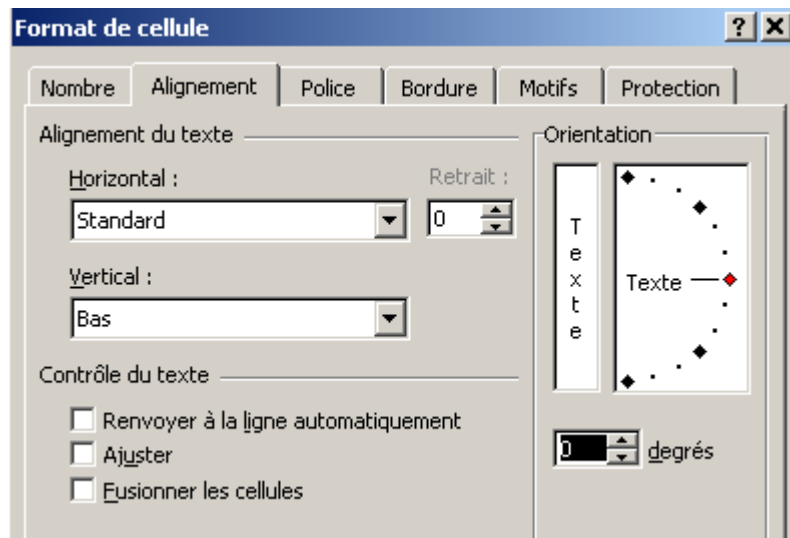 Format de cellule
Nombre Alignement Police Bordure Motifs Protection
Alignement du texte
Horizontal :
Retrait :
Standard
0
Vertical :
Bas
Contrôle du texte
Renvoyer à la ligne automatiquement
Ajuster
Fusionner les cellules
Orientation
Texte
Texte
0 degrés